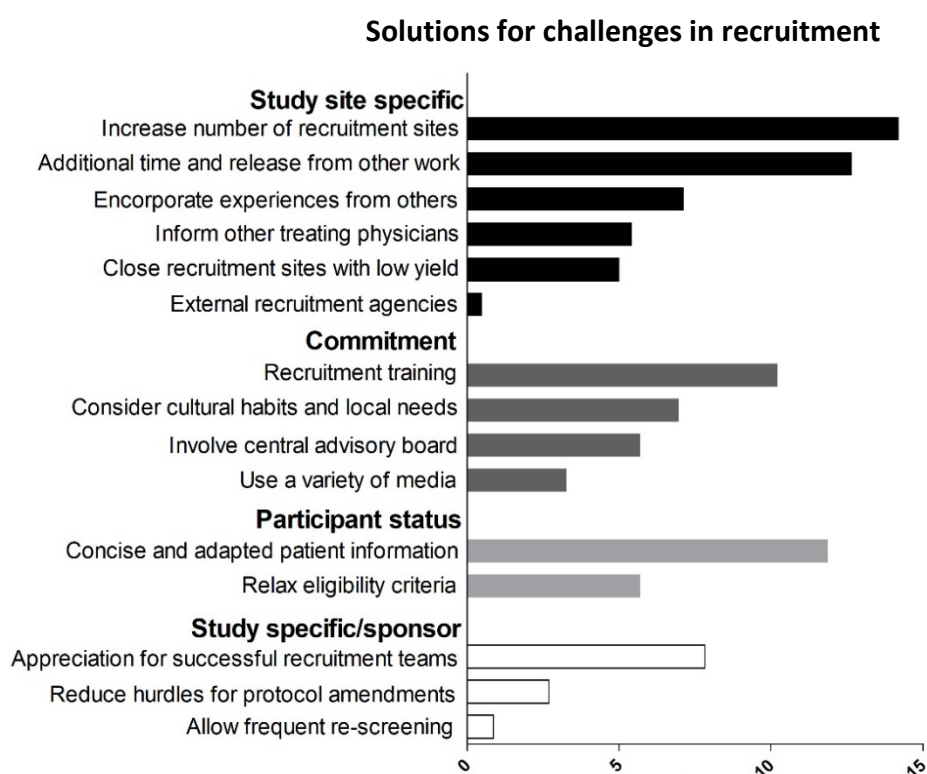 Solutions for challenges in recruitment
Study site specific
Increase number of recruitment sites
Additional time and release from other work
Encorporate experiences from others
Inform other treating physicians
Close recruitment sites with low yield
External recruitment agencies
Commitment
Recruitment training
Consider cultural habits and local needs
Involve central advisory board
Use a variety of media
Participant status
Concise and adapted patient information
Relax eligibility criteria
Study specific/sponsor
Appreciation for successful recruitment teams
Reduce hurdles for protocol amendments
Allow frequent re-screening
0 5 10 15